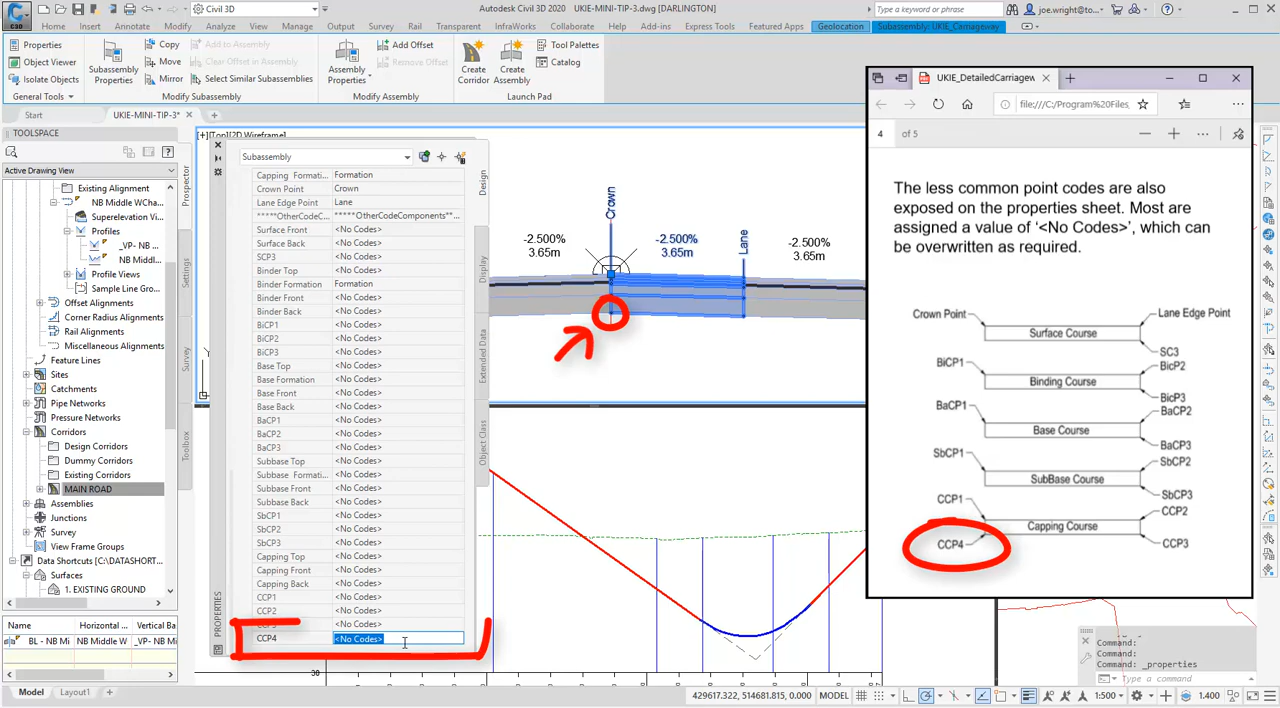 C3D
Civil 3D
Autodesk Civil 3D 2020 UKIE-MINI-TIP-3.dwg [DARLINGTON]
Type a keyword or phrase
joe.wright@to...
Home
Insert
Annotate
Modify
Analyze
View
Manage
Output
Survey
Rail
Transparent
InfraWorks
Collaborate
Help
Add-ins
Express Tools
Geolocation
Subassembly: UKIE_Carriageway
Properties
Object Viewer
Isolate Objects
General Tools
Subassembly
Properties
Copy
Move
Mirror
Add to Assembly
Clear Offset in Assembly
Select Similar Subassemblies
Modify Subassembly
Assembly
Properties
Add Offset
Remove Offset
Modify Assembly
Create
Corridor
Create
Assembly
Tool Palettes
Catalog
Launch Pad
Start
UKIE-MINI-TIP-3*
TOOLSPACE
Active Drawing View
Existing Alignment
NB Middle WCha
Superelevation Vi
Profiles
_VP- NB
NB Middl
Profile Views
Sample Line Grou
Offset Alignments
Corner Radius Alignments
Rail Alignments
Miscellaneous Alignments
Feature Lines
Sites
Catchments
Pipe Networks
Pressure Networks
Corridors
Design Corridors
Dummy Corridors
Existing Corridors
MAIN ROAD
Assemblies
Junctions
Survey
View Frame Groups
Data Shortcuts [C:\DATASHORT
Surfaces
1. EXISTING GROUND
Prospector
Settings
Survey
Toolbox
Name
Horizontal Bas
Vertical Bas
BL - NB Mi
NB Middle W
_VP- NB Mi
[+][Top][2D Wireframe]
Subassembly
Capping Formati... Formation
Crown Point Crown
Lane Edge Point Lane
*****OtherCodeC... *****OtherCodeComponents**...
Surface Front <No Codes>
Surface Back <No Codes>
SCP3 <No Codes>
Binder Top <No Codes>
Binder Formation Formation
Binder Front <No Codes>
Binder Back <No Codes>
BiCP1 <No Codes>
BiCP2 <No Codes>
BiCP3 <No Codes>
Base Top <No Codes>
Base Formation <No Codes>
Base Front <No Codes>
Base Back <No Codes>
BaCP1 <No Codes>
BaCP2 <No Codes>
BaCP3 <No Codes>
Subbase Top <No Codes>
Subbase Formati... <No Codes>
Subbase Front <No Codes>
Subbase Back <No Codes>
SbCP1 <No Codes>
SbCP2 <No Codes>
SbCP3 <No Codes>
Capping Top <No Codes>
Capping Front <No Codes>
Capping Back <No Codes>
CCP1 <No Codes>
CCP2 <No Codes>
<No Codes>
CCP4 <No Codes>
PROPERTIES
Design
Display
Extended Data
Object Class
Crown
-2.500%
3.65m
-2.500%
3.65m
Lane
-2.500%
3.65m
30
UKIE_DetailedCarriagew
file:///C:/Program%20Files,
4 of 5
The less common point codes are also
exposed on the properties sheet. Most are
assigned a value of '<No Codes>', which can
be overwritten as required.
Crown Point
Lane Edge Point
Surface Course
SC3
BiCP1
BicP2
Binding Course
BicP3
BaCP1
BaCP2
Base Course
BaCP3
SbCP1
SbCP2
SubBase Course
SbCP3
CCP1
CCP2
Capping Course
CCP4
CCP3
Command:
Command:
Command: _properties
Type a command
Model
Layout1
429617.322, 514681.815, 0.000
MODEL
1:500
1.400